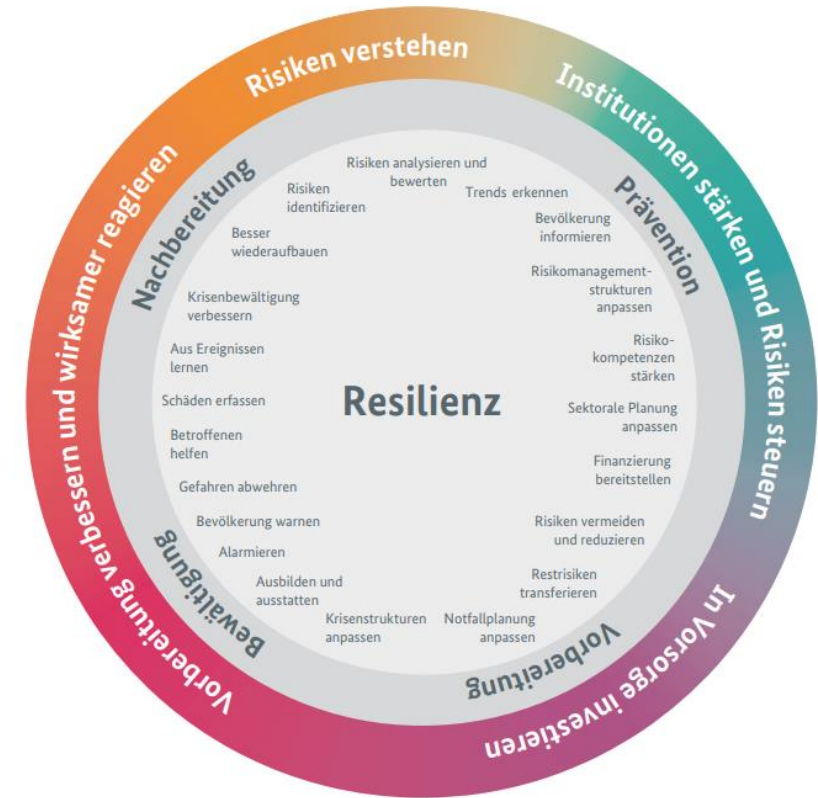 Risiken verstehen
Institutionen stärken und Risiken steuern
In Vorsorge investieren
Vorbereitung verbessern und wirksamer reagieren
Prävention
Vorbereitung
Bewältigung
Nachbereitung
Risiken analysieren und
bewerten
Trends erkennen
Bevölkerung
informieren
Risikomanagement-
strukturen
anpassen
Risiko-
kompetenzen
stärken
Sektorale Planung
anpassen
Finanzierung
bereitstellen
Risiken vermeiden
und reduzieren
Restrisiken
transferieren
Notfallplanung
anpassen
Krisenstrukturen
anpassen
Ausbilden und
ausstatten
Alarmieren
Bevölkerung warnen
Gefahren abwehren
Betroffenen
helfen
Schäden erfassen
Aus Ereignissen
lernen
Krisenbewältigung
verbessern
Besser
wiederaufbauen
Risiken
identifizieren
Resilienz